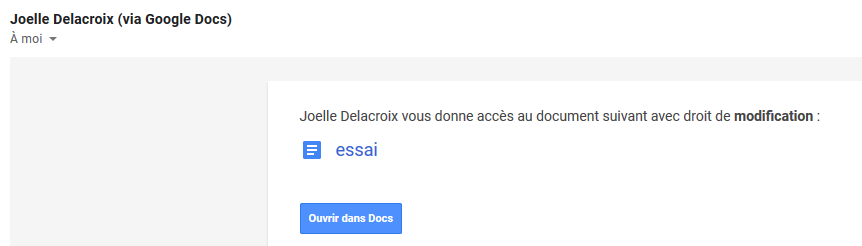 Joelle Delacroix (via Google Docs)
À moi
Joelle Delacroix vous donne accès au document suivant avec droit de modification :
essai
Ouvrir dans Docs